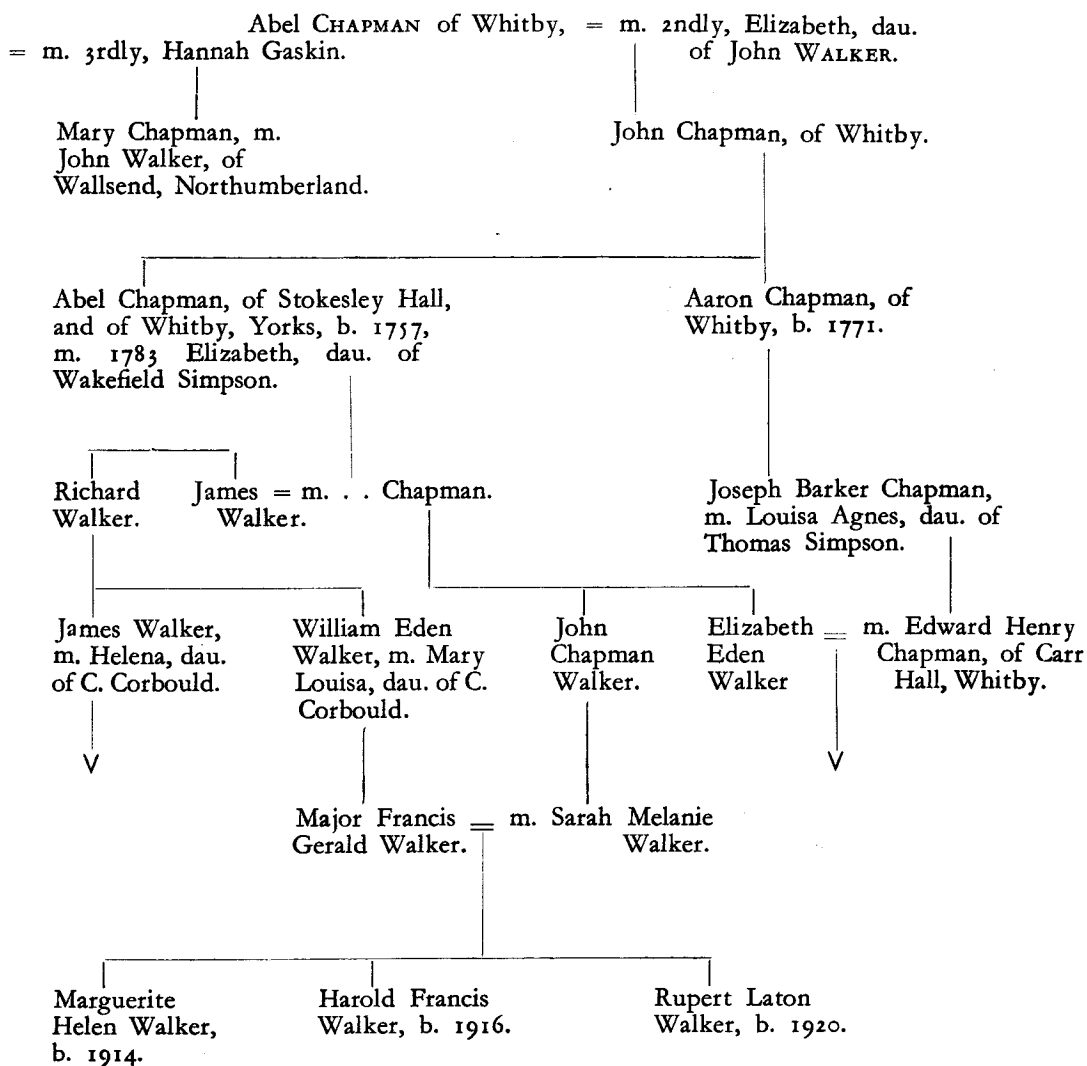 Abel CHAPMAN of Whitby, = m. 2ndly, Elizabeth, dau.
= m. 3rdly, Hannah Gaskin.
of John WALKER.
Mary Chapman, m.
John Walker, of
Wallsend, Northumberland.
John Chapman, of Whitby.
Abel Chapman, of Stokesley Hall,
and of Whitby, Yorks, b. 1757,
m. 1783 Elizabeth, dau. of
Wakefield Simpson.
Aaron Chapman, of
Whitby, b. 1771.
Richard
Walker.
James = m. . . Chapman.
Walker.
Joseph Barker Chapman,
m. Louisa Agnes, dau. of
Thomas Simpson.
James Walker,
m. Helena, dau.
of C. Corbould.
William Eden
Walker, m. Mary
Louisa, dau. of C.
Corbould.
John
Chapman
Walker.
Elizabeth =
Eden
Walker
m. Edward Henry
Chapman, of Carr
Hall, Whitby.
Major Francis =
Gerald Walker.
m. Sarah Melanie
Walker.
Marguerite
Helen Walker,
b. 1914.
Harold Francis
Walker, b. 1916.
Rupert Laton
Walker, b. 1920.